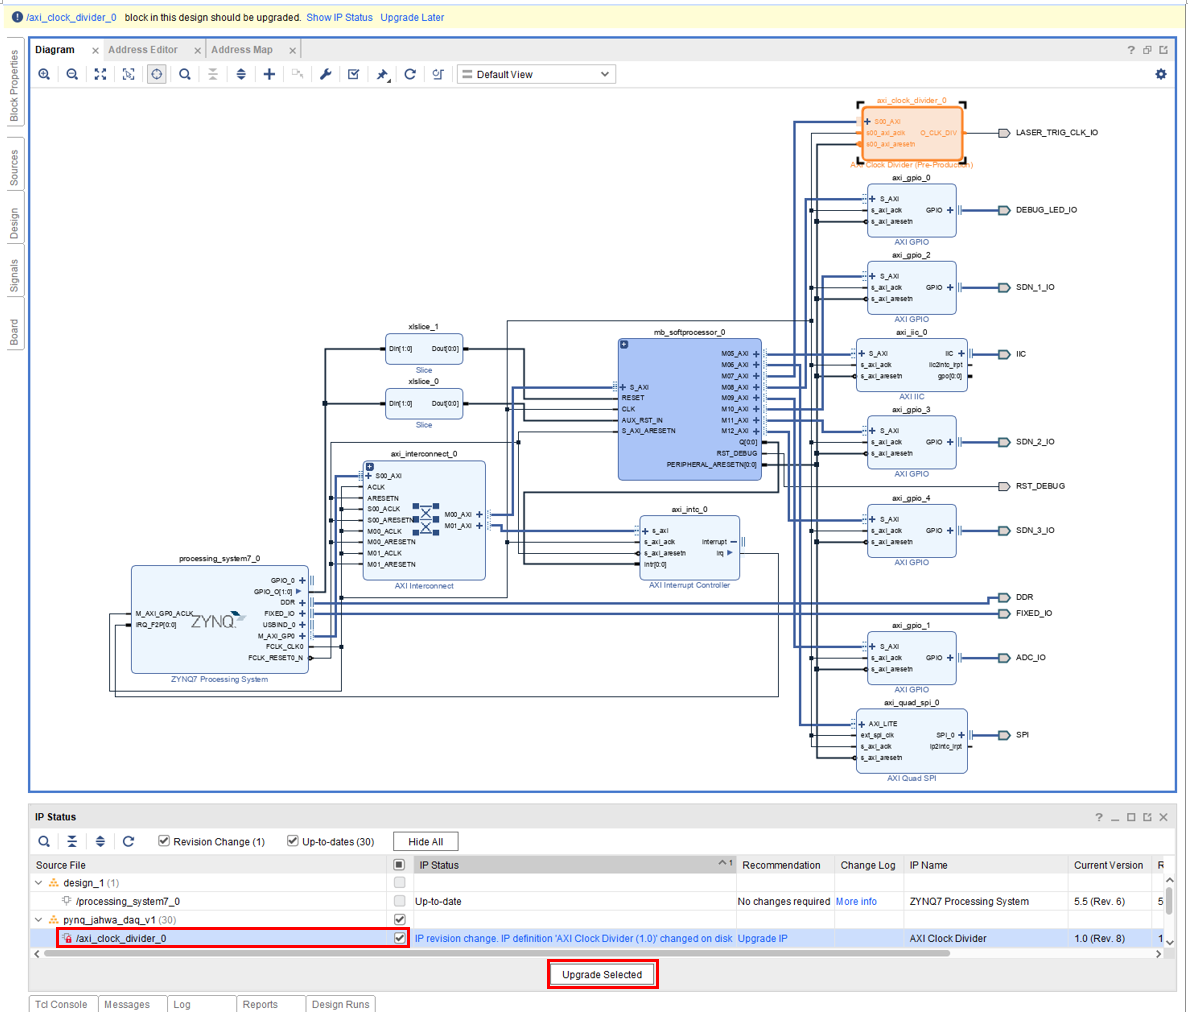 /axi_clock_divider_0 block in this design should be upgraded. Show IP Status Upgrade Later
Block Properties
Sources
Design
Signals
Board
Diagram
Address Editor
Address Map
Default View
axi_clock_divider_0
S00_AXI
s00_axi_aclk
s00_axi_aresetn
O_CLK_DIV
AXI Clock Divider (Pre-Production)
LASER_TRIG_CLK_IO
axi_gpio_0
S_AXI
s_axi_aclk
s_axi_aresetn
GPIO
AXI GPIO
DEBUG_LED_IO
axi_gpio_2
S_AXI
s_axi_aclk
s_axi_aresetn
GPIO
AXI GPIO
SDN_1_IO
axi_iic_0
S_AXI
s_axi_aclk
s_axi_aresetn
IIC
iic2intc_irpt
gpo[0:0]
AXI IIC
IIC
axi_gpio_3
S_AXI
s_axi_aclk
s_axi_aresetn
GPIO
AXI GPIO
SDN_2_IO
RST_DEBUG
axi_gpio_4
S_AXI
s_axi_aclk
s_axi_aresetn
GPIO
AXI GPIO
SDN_3_IO
DDR
FIXED_IO
axi_gpio_1
S_AXI
s_axi_aclk
s_axi_aresetn
GPIO
AXI GPIO
ADC_IO
axi_quad_spi_0
AXI_LITE
ext_spi_clk
s_axi_aclk
s_axi_aresetn
SPI_0
ip2intc_irpt
AXI Quad SPI
SPI
xlslice_1
Din[1:0]
Dout[0:0]
Slice
xlslice_0
Din[1:0]
Dout[0:0]
Slice
mb_softprocessor_0
S_AXI
RESET
CLK
AUX_RST_IN
S_AXI_ARESETN
M05_AXI
M06_AXI
M07_AXI
M08_AXI
M09_AXI
M10_AXI
M11_AXI
M12_AXI
Q[0:0]
RST_DEBUG
PERIPHERAL_ARESETN[0:0]
axi_interconnect_0
S00_AXI
ACLK
ARESETN
S00_ACLK
S00_ARESETN
M00_ACLK
M00_ARESETN
M01_ACLK
M01_ARESETN
M00_AXI
M01_AXI
AXI Interconnect
axi_intc_0
s_axi
s_axi_aclk
s_axi_aresetn
intr[0:0]
interrupt
irq
AXI Interrupt Controller
processing_system7_0
M_AXI_GP0_ACLK
IRQ_F2P[0:0]
ZYNQ
GPIO_0
GPIO_O[1:0]
DDR
FIXED_IO
USBIND_0
M_AXI_GP0
FCLK_CLK0
FCLK_RESET0_N
ZYNQ7 Processing System
IP Status
Revision Change (1)
Up-to-dates (30)
Hide All
Source File IP Status 1 Recommendation Change Log IP Name Current Version R
design_1 (1)
/processing_system7_0 Up-to-date No changes required More info ZYNQ7 Processing System 5.5 (Rev. 6) 5
pynq_jahwa_daq_v1 (30)
/axi_clock_divider_0 IP revision change. IP definition 'AXI Clock Divider (1.0)' changed on disk Upgrade IP AXI Clock Divider 1.0 (Rev. 8) 1
Upgrade Selected
Tcl Console
Messages
Log
Reports
Design Runs